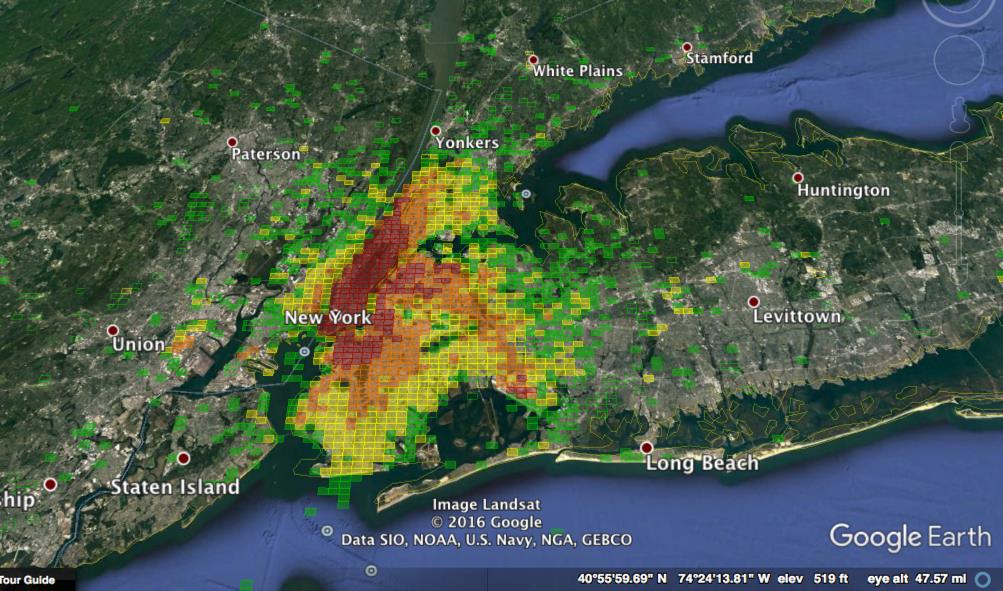 White Plains
Stamford
Yonkers
Paterson
Huntington
New York
Levittown
Union
Long Beach
Staten Island
ship
Image Landsat
© 2016 Google
Data SIO, NOAA, U.S. Navy, NGA, GEBCO
Google Earth
Tour Guide
40°55'59.69" N 74°24'13.81" W elev 519 ft eye alt 47.57 mi